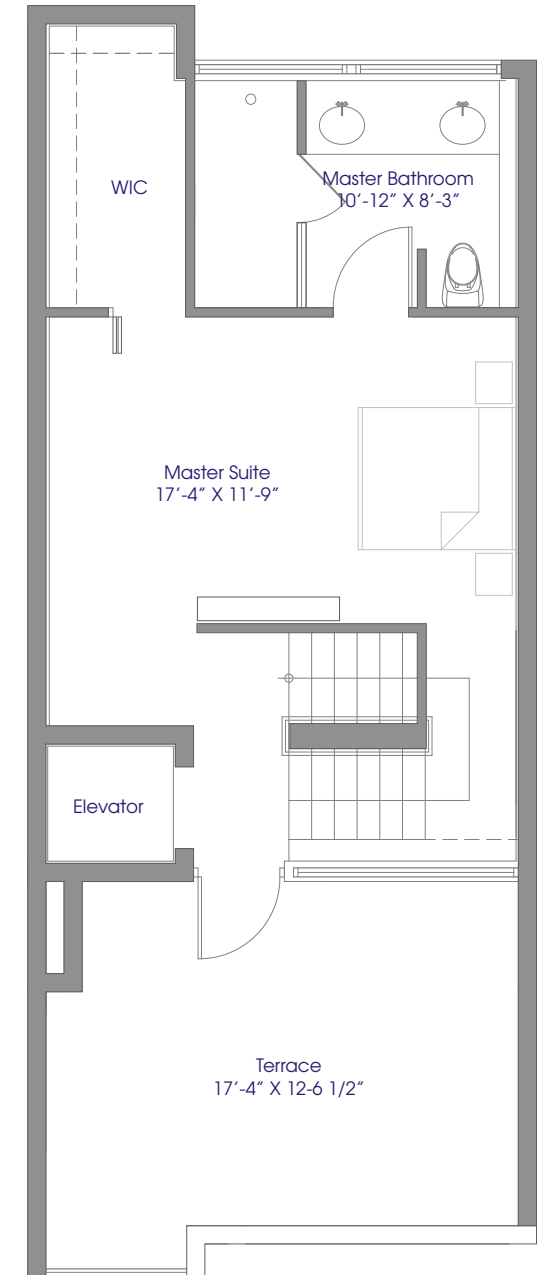 WIC
Master Bathroom
10’-12” X 8’-3”
Master Suite
17’-4” X 11’-9”
Elevator
Terrace
17’-4” X 12-6 1/2”